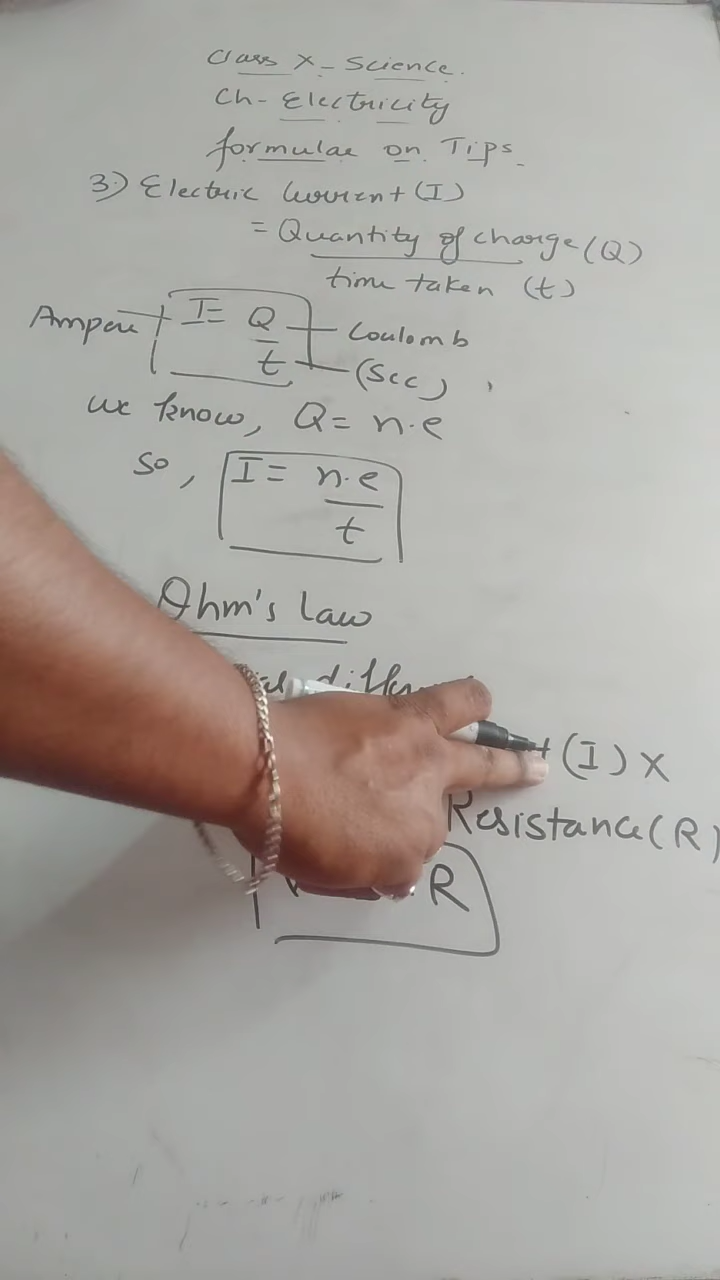 Class X - Science.
Ch- Electricity
formulae on Tips.
3) Electric Current (I)
= Quantity of charge (Q)
time taken (t)
Ampere I = Q Coulomb
t (Sec)
we know, Q = n.e
so, I = n.e
t
Ohm's Law
(I) X
Resistance (R)
R